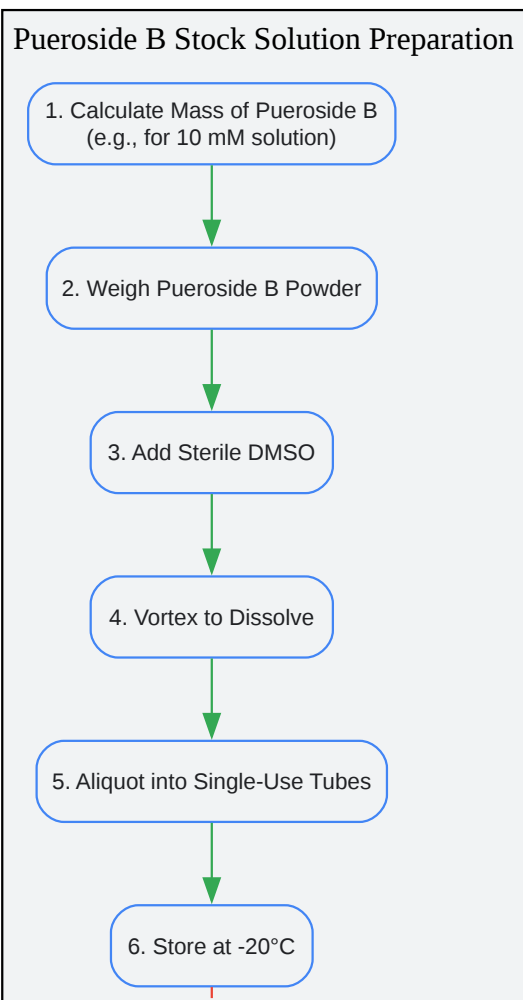 Pueroside B Stock Solution Preparation
1. Calculate Mass of Pueroside B
(e.g., for 10 mM solution)
2. Weigh Pueroside B Powder
3. Add Sterile DMSO
4. Vortex to Dissolve
5. Aliquot into Single-Use Tubes
6. Store at -20°C